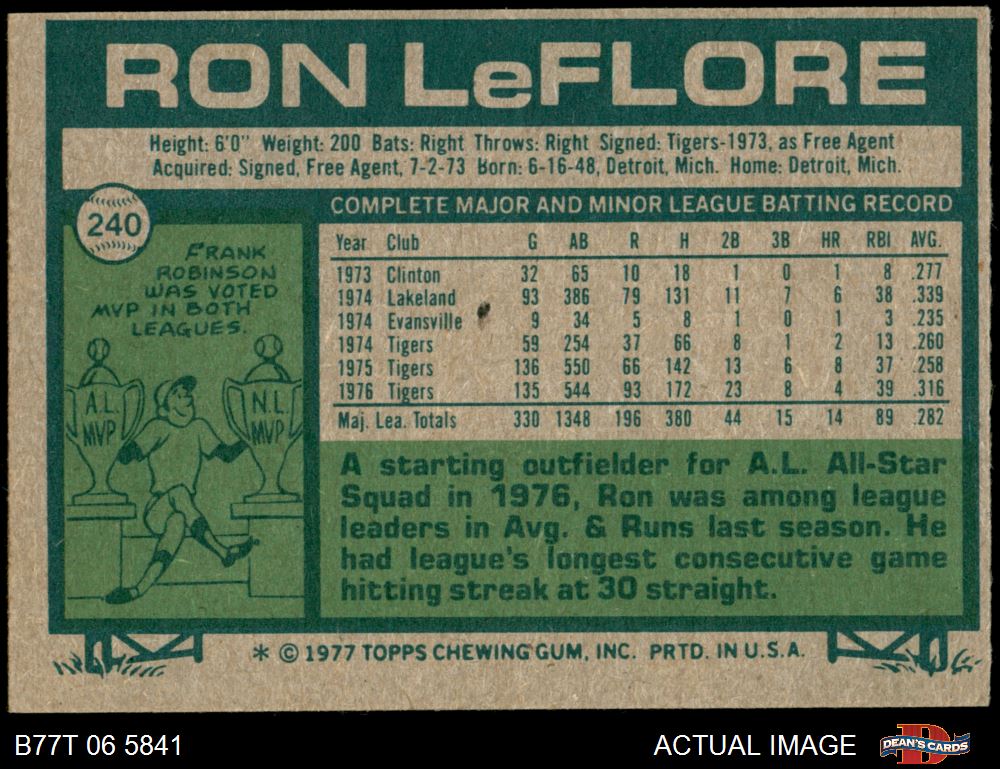 RON LeFLORE
Height: 6'0" Weight: 200 Bats: Right Throws: Right Signed: Tigers-1973, as Free Agent
Acquired: Signed, Free Agent, 7-2-73 Born: 6-16-48, Detroit, Mich. Home: Detroit, Mich.
240
FRANK
ROBINSON
WAS VOTED
MVP IN BOTH
LEAGUES.
A.L.
MVP
N.L.
MVP
COMPLETE MAJOR AND MINOR LEAGUE BATTING RECORD
Year Club G AB R H 2B 3B HR RBI AVG.
1973 Clinton 32 65 10 18 1 0 1 8 .277
1974 Lakeland 93 386 79 131 11 7 6 38 .339
1974 Evansville 9 34 5 8 1 0 1 3 .235
1974 Tigers 59 254 37 66 8 1 2 13 .260
1975 Tigers 136 550 66 142 13 6 8 37 .258
1976 Tigers 135 544 93 172 23 8 4 39 .316
Maj. Lea. Totals 330 1348 196 380 44 15 14 89 .282
A starting outfielder for A.L. All-Star
Squad in 1976, Ron was among league
leaders in Avg. & Runs last season. He
had league's longest consecutive game
hitting streak at 30 straight.
* © 1977 TOPPS CHEWING GUM, INC. PRTD. IN U.S.A.
B77T 06 5841
ACTUAL IMAGE
DEAN'S CARDS